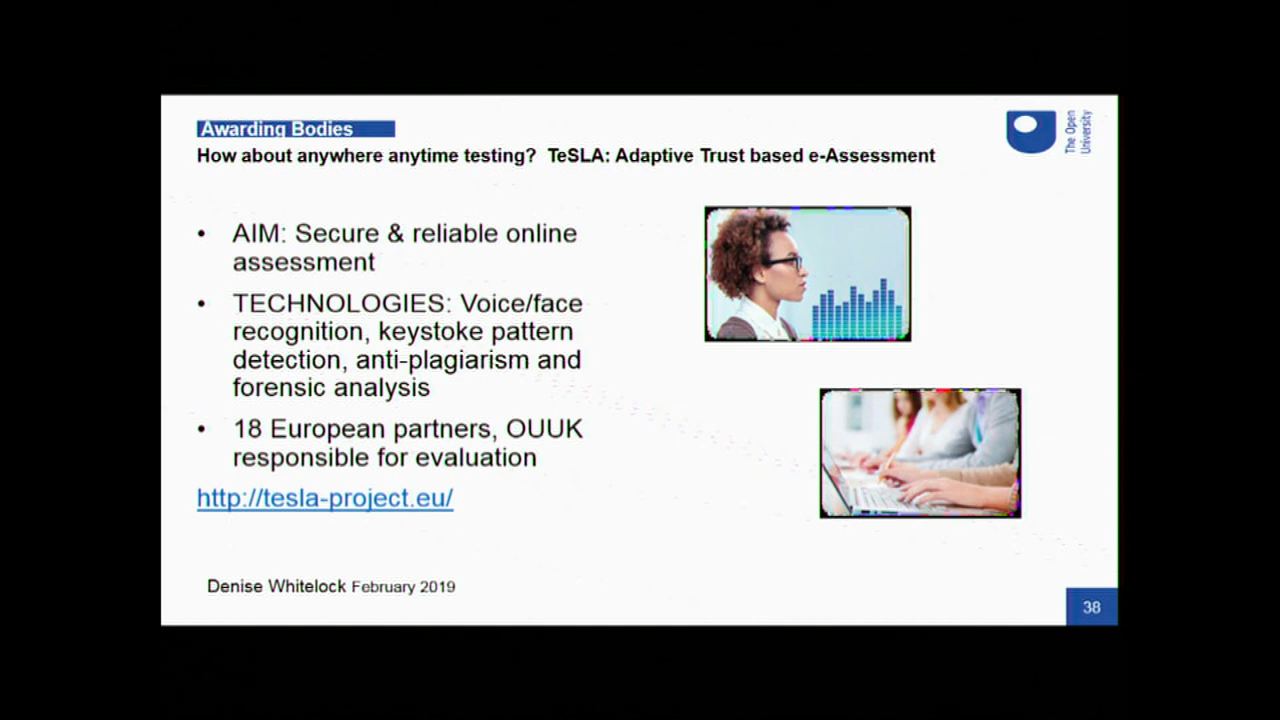 Awarding Bodies
How about anywhere anytime testing? TeSLA: Adaptive Trust based e-Assessment
The Open
University
• AIM: Secure & reliable online
assessment
• TECHNOLOGIES: Voice/face
recognition, keystoke pattern
detection, anti-plagiarism and
forensic analysis
• 18 European partners, OUUK
responsible for evaluation
http://tesla-project.eu/
Denise Whitelock February 2019
38